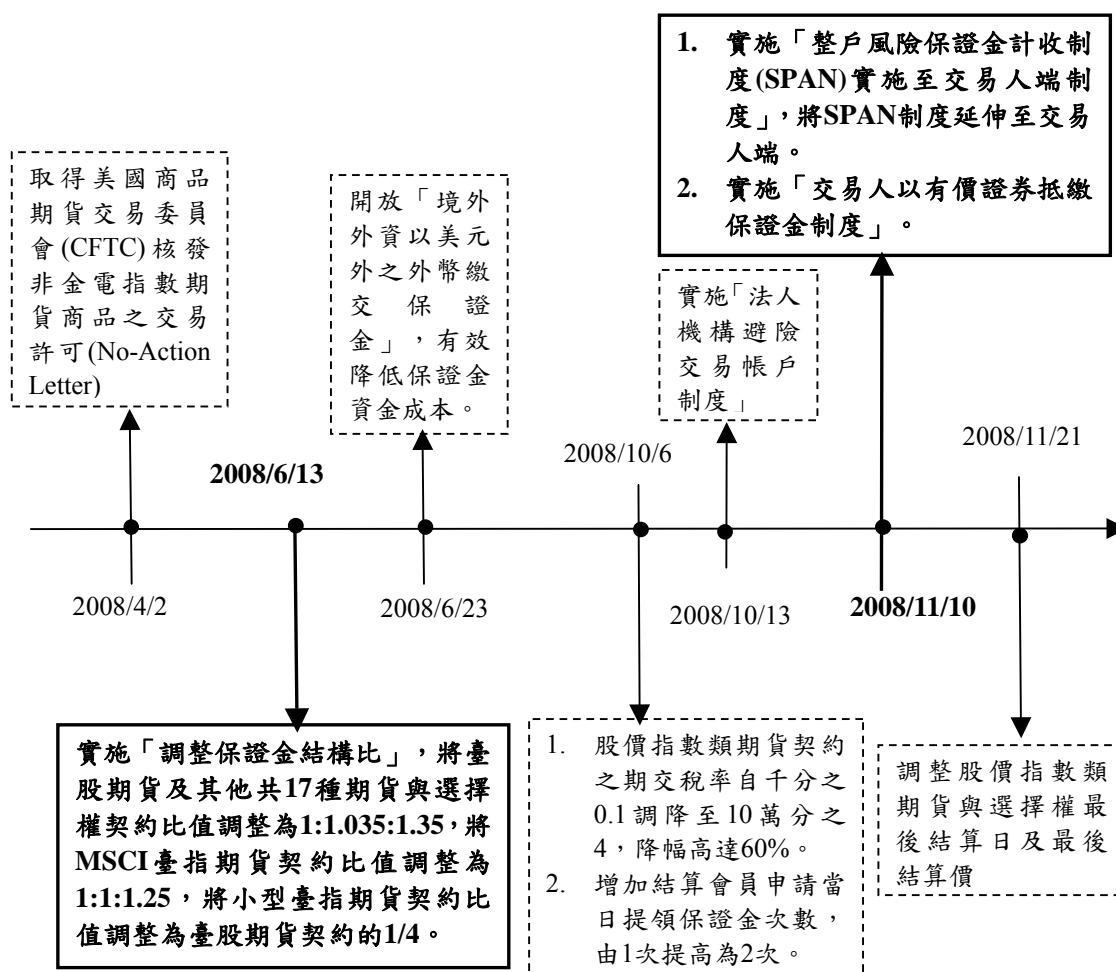 1. 實施「整戶風險保證金計收制
度(SPAN)實施至交易人端制
度」，將SPAN制度延伸至交易
人端。
2. 實施「交易人以有價證券抵繳
保證金制度」。
取得美國商品
期貨交易委員
會(CFTC)核發
非金電指數期
貨商品之交易
許可(No-Action
Letter)
開放「境外
外資以美元
外之外幣繳
交保證
金」，有效
降低保證金
資金成本。
實施「法人
機構避險
交易帳戶
制度」
2008/6/13
2008/10/6
2008/11/21
2008/4/2
2008/6/23
2008/10/13
2008/11/10
實施「調整保證金結構比」，將臺
股期貨及其他共17種期貨與選擇
權契約比值調整為1:1.035:1.35，將
MSCI臺指期貨契約比值調整為
1:1:1.25，將小型臺指期貨契約比
值調整為臺股期貨契約的1/4。
1. 股價指數類期貨契約
之期交稅率自千分之
0.1調降至10萬分之
4，降幅高達60%。
2. 增加結算會員申請當
日提領保證金次數，
由1次提高為2次。
調整股價指數類
期貨與選擇權最
後結算日及最後
結算價